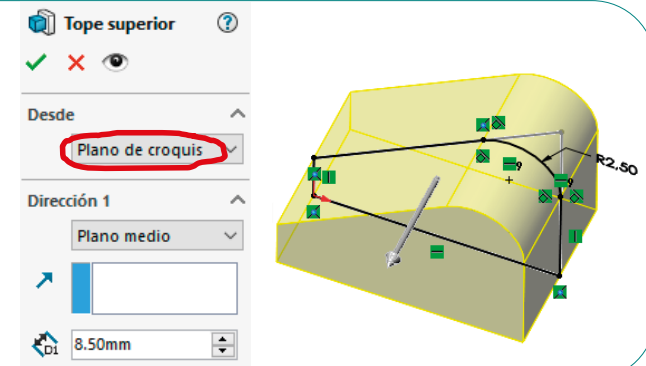 Tope superior
Desde
Plano de croquis
Dirección 1
Plano medio
D1 8.50mm
R2,50